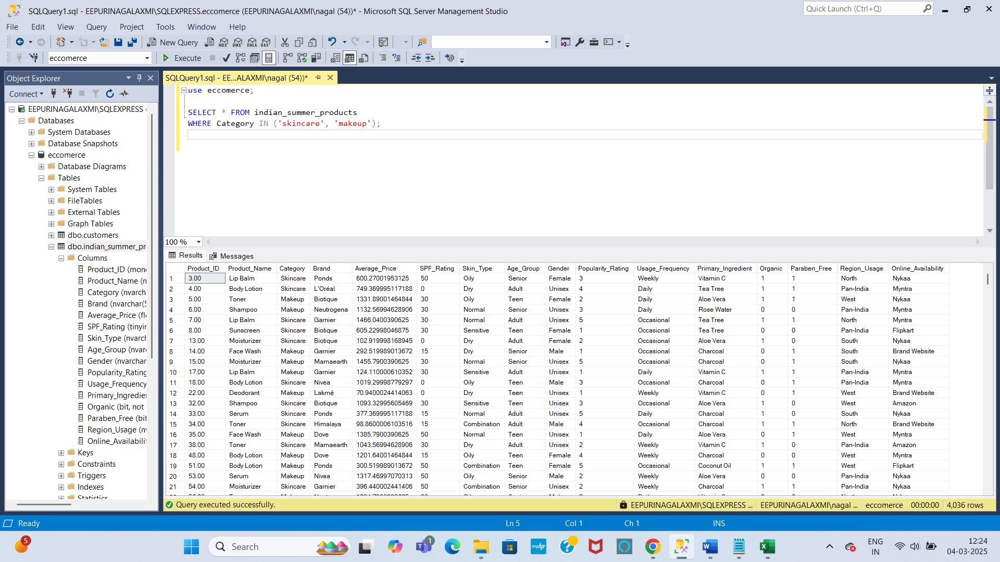 SQLQuery1.sql - EEPURINAGALAXMI\SQLEXPRESS.eccomerce (EEPURINAGALAXMI\nagal (54))* - Microsoft SQL Server Management Studio
Quick Launch (Ctrl+Q)
File Edit View Query Project Tools Window Help
New Query
eccomerce Execute
Object Explorer
Connect
EEPURINAGALAXMI\SQLEXPRESS (
Databases
System Databases
Database Snapshots
eccomerce
Database Diagrams
Tables
System Tables
FileTables
External Tables
Graph Tables
dbo.customers
dbo.indian_summer_pr
Columns
Product_ID (mon
Product_Name (n
Category (nvarch
Brand (nvarchar(5
Average_Price (fl
SPF_Rating (tinyin
Skin_Type (nvarch
Age_Group (nvar
Gender (nvarchar
Popularity_Rating
Usage_Frequency
Primary_Ingredien
Organic (bit, not
Paraben_Free (bit
Region_Usage (nv
Online_Availabili
Keys
Constraints
Triggers
Indexes
Statistics
SQLQuery1.sql - EE...ALAXMI\nagal (54))*
use eccomerce;
SELECT * FROM indian_summer_products
WHERE Category IN ('skincare', 'makeup');
100 %
Results Messages
Product_ID Product_Name Category Brand Average_Price SPF_Rating Skin_Type Age_Group Gender Popularity_Rating Usage_Frequency Primary_Ingredient Organic Paraben_Free Region_Usage Online_Availability
1 3.00 Lip Balm Skincare Ponds 600.27001953125 50 Oily Senior Female 3 Weekly Vitamin C 1 1 North Nykaa
2 4.00 Body Lotion Skincare L'Oréal 749.369995117188 0 Dry Adult Unisex 4 Daily Tea Tree 1 1 Pan-India Myntra
3 5.00 Toner Makeup Biotique 1331.89001464844 30 Oily Teen Female 2 Daily Aloe Vera 1 1 West Nykaa
4 6.00 Shampoo Makeup Neutrogena 1132.56994628906 30 Normal Senior Unisex 3 Daily Rose Water 0 0 Pan-India Myntra
5 7.00 Lip Balm Skincare Garnier 1466.0400390625 30 Normal Adult Unisex 5 Occasional Tea Tree 1 1 North Myntra
6 8.00 Sunscreen Skincare Biotique 605.22998046875 30 Sensitive Teen Female 1 Occasional Tea Tree 0 0 Pan-India Flipkart
7 13.00 Moisturizer Skincare Biotique 102.919998168945 0 Dry Adult Female 2 Occasional Aloe Vera 1 0 South Nykaa
8 14.00 Face Wash Makeup Garnier 292.519989013672 15 Dry Senior Male 1 Occasional Charcoal 0 1 South Brand Website
9 15.00 Moisturizer Makeup Mamaearth 1455.7900390625 30 Normal Senior Unisex 5 Occasional Charcoal 0 1 South Nykaa
10 17.00 Lip Balm Makeup Garnier 124.110000610352 30 Sensitive Adult Unisex 1 Daily Vitamin C 1 1 Pan-India Myntra
11 18.00 Body Lotion Skincare Nivea 1019.29998779297 0 Oily Teen Male 3 Occasional Charcoal 0 1 Pan-India Myntra
12 22.00 Deodorant Makeup Lakmé 70.9400024414063 0 Dry Teen Unisex 1 Weekly Vitamin C 0 1 West Brand Website
13 32.00 Shampoo Skincare Biotique 1093.32995605469 30 Sensitive Teen Unisex 3 Occasional Aloe Vera 1 0 West Amazon
14 33.00 Serum Skincare Ponds 377.369995117188 15 Normal Adult Unisex 5 Daily Charcoal 1 0 South Nykaa
15 34.00 Toner Skincare Himalaya 98.8600006103516 15 Combination Adult Male 4 Occasional Charcoal 1 1 North Brand Website
16 35.00 Face Wash Makeup Dove 1385.7900390625 50 Normal Teen Unisex 1 Daily Aloe Vera 0 1 West Myntra
17 38.00 Toner Skincare Mamaearth 1043.56994628906 30 Dry Adult Unisex 2 Weekly Vitamin C 1 0 Pan-India Amazon
18 48.00 Body Lotion Makeup Dove 1201.64001464844 15 Oily Teen Female 4 Weekly Charcoal 0 0 West Myntra
19 51.00 Body Lotion Makeup Ponds 300.519989013672 50 Combination Teen Female 5 Occasional Coconut Oil 1 1 West Flipkart
20 53.00 Serum Makeup Nivea 1317.46997070313 50 Oily Senior Male 2 Weekly Aloe Vera 0 0 Pan-India Nykaa
21 54.00 Moisturizer Skincare Garnier 396.440002441406 50 Combination Senior Unisex 2 Weekly Charcoal 1 1 Pan-India Nykaa
Query executed successfully. EEPURINAGALAXMI\SQLEXPRESS ... EEPURINAGALAXMI\nagal ... eccomerce 00:00:00 4,036 rows
Ready Ln 5 Col 1 Ch 1 INS
5 Search 1 myhp ENG IN 12:24 04-03-2025